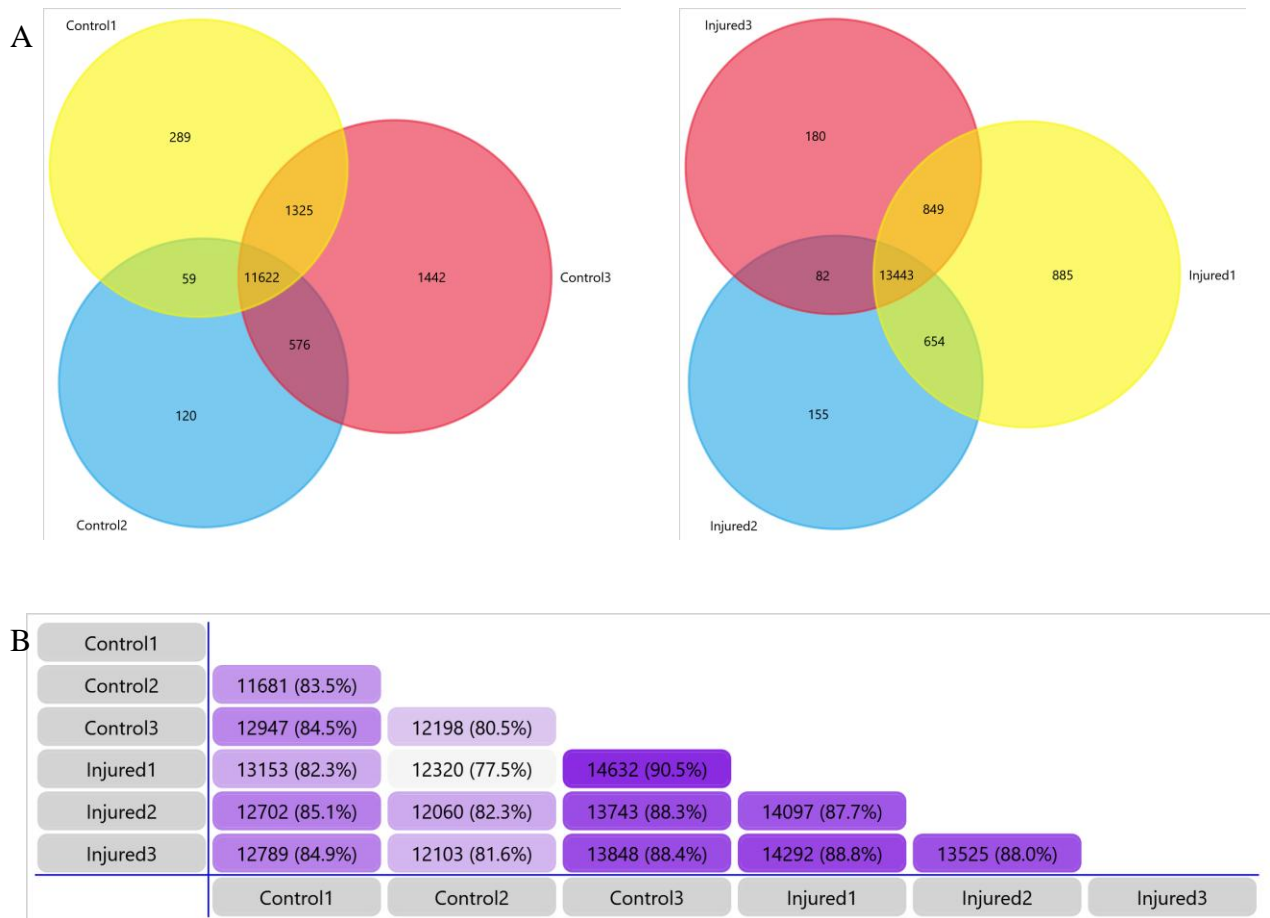 A
Control1
289
1325
59
11622
1442
Control3
576
120
Control2
Injured3
180
849
82
13443
885
Injured1
654
155
Injured2
B
Control1
Control2 11681 (83.5%)
Control3 12947 (84.5%) 12198 (80.5%)
Injured1 13153 (82.3%) 12320 (77.5%) 14632 (90.5%)
Injured2 12702 (85.1%) 12060 (82.3%) 13743 (88.3%) 14097 (87.7%)
Injured3 12789 (84.9%) 12103 (81.6%) 13848 (88.4%) 14292 (88.8%) 13525 (88.0%)
Control1 Control2 Control3 Injured1 Injured2 Injured3